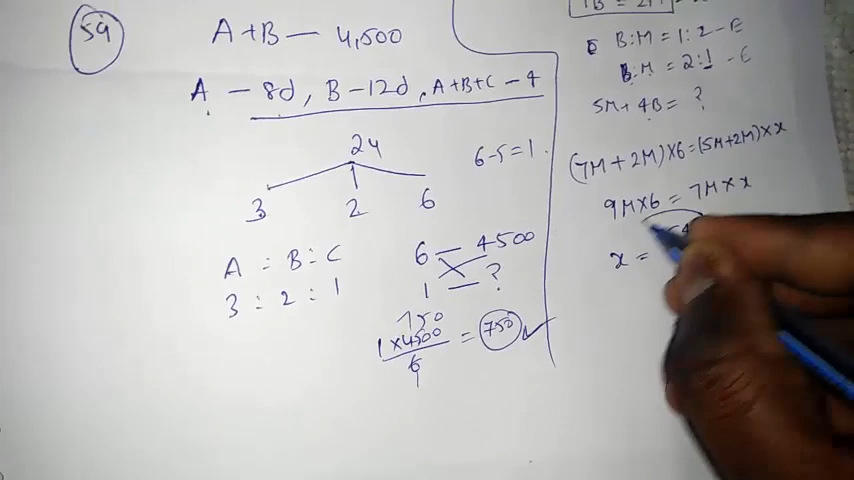 59
A+B — 4,500
A — 8d, B — 12d, A+B+C — 4
24
3 2 6
6-5=1.
A : B : C
3 : 2 : 1
6 — 4500
1 — ?
750
1×4500
6
= 750
B:M = 1:2 - E
B:M = 2:1 - E
5M+4B= ?
(7M+2M)×6=(5M+2M)×x
9M×6 = 7M×x
x =